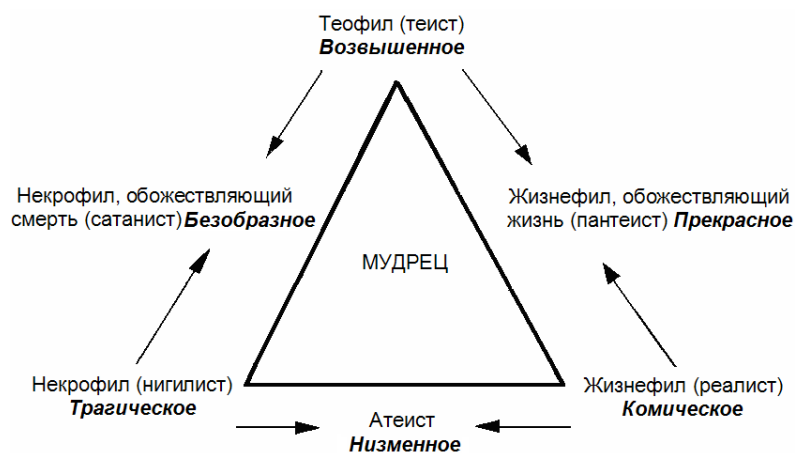 Теофил (теист)
Возвышенное
Некрофил, обожествляющий
смерть (сатанист) Безобразное
Жизнефил, обожествляющий
жизнь (пантеист) Прекрасное
МУДРЕЦ
Некрофил (нигилист)
Трагическое
Жизнефил (реалист)
Комическое
Атеист
Низменное